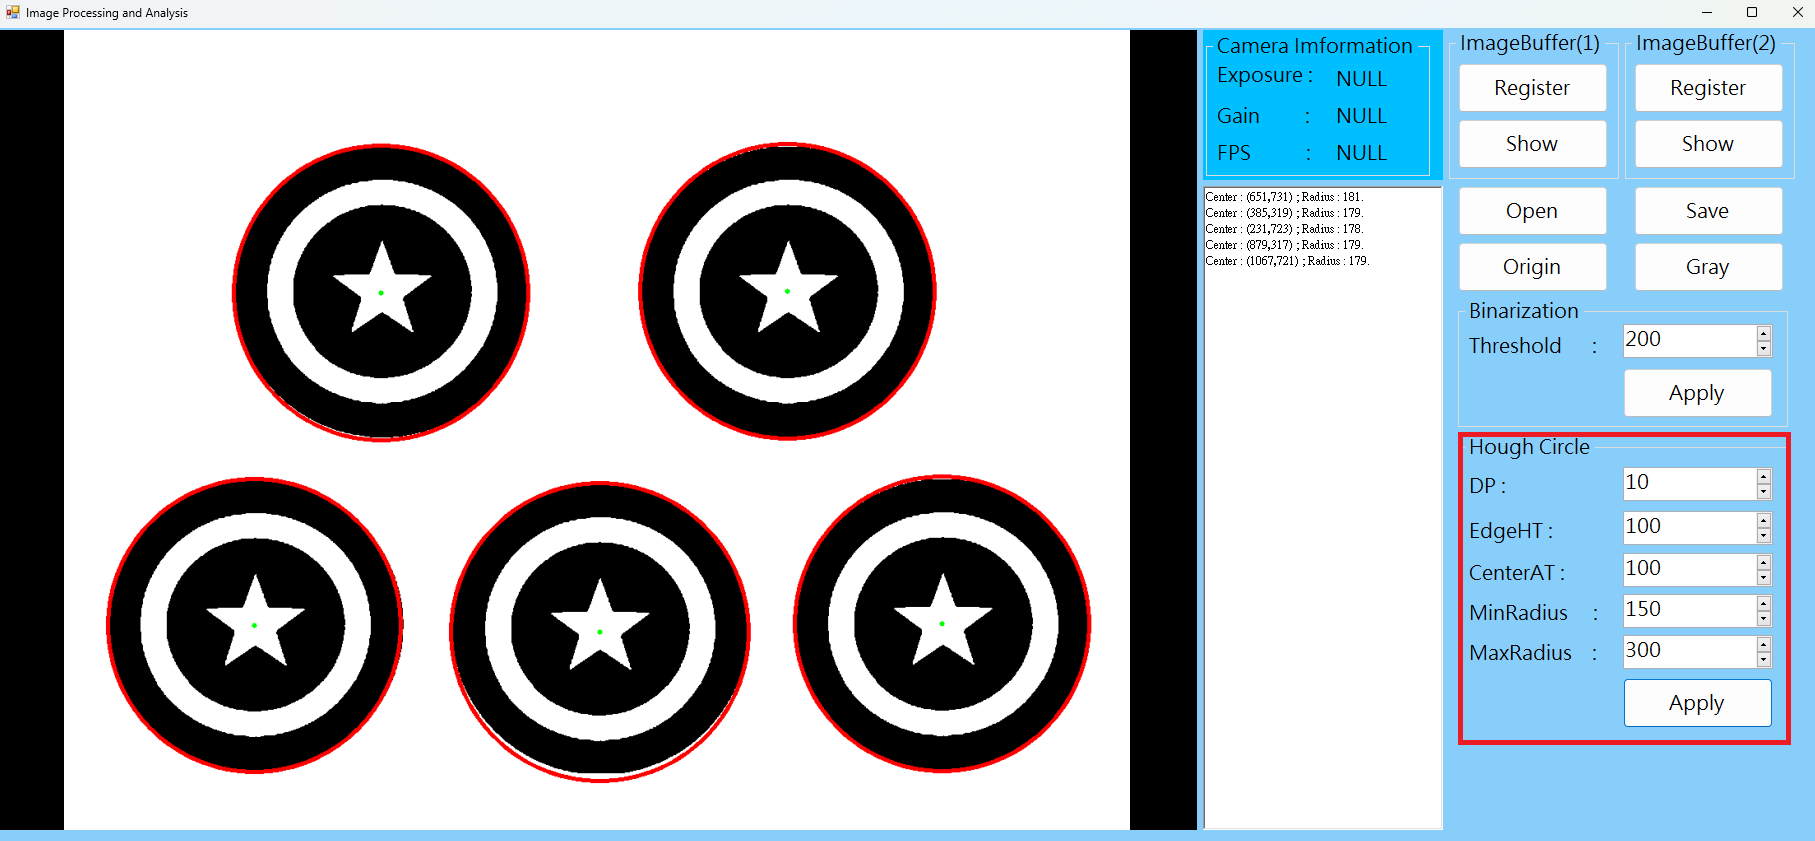 Image Processing and Analysis
Camera Imformation
Exposure : NULL
Gain : NULL
FPS : NULL
Center : (651,731) ; Radius : 181.
Center : (385,319) ; Radius : 179.
Center : (231,723) ; Radius : 178.
Center : (879,317) ; Radius : 179.
Center : (1067,721) ; Radius : 179.
ImageBuffer(1)
Register
Show
ImageBuffer(2)
Register
Show
Open
Save
Origin
Gray
Binarization
Threshold : 200
Apply
Hough Circle
DP : 10
EdgeHT : 100
CenterAT : 100
MinRadius : 150
MaxRadius : 300
Apply